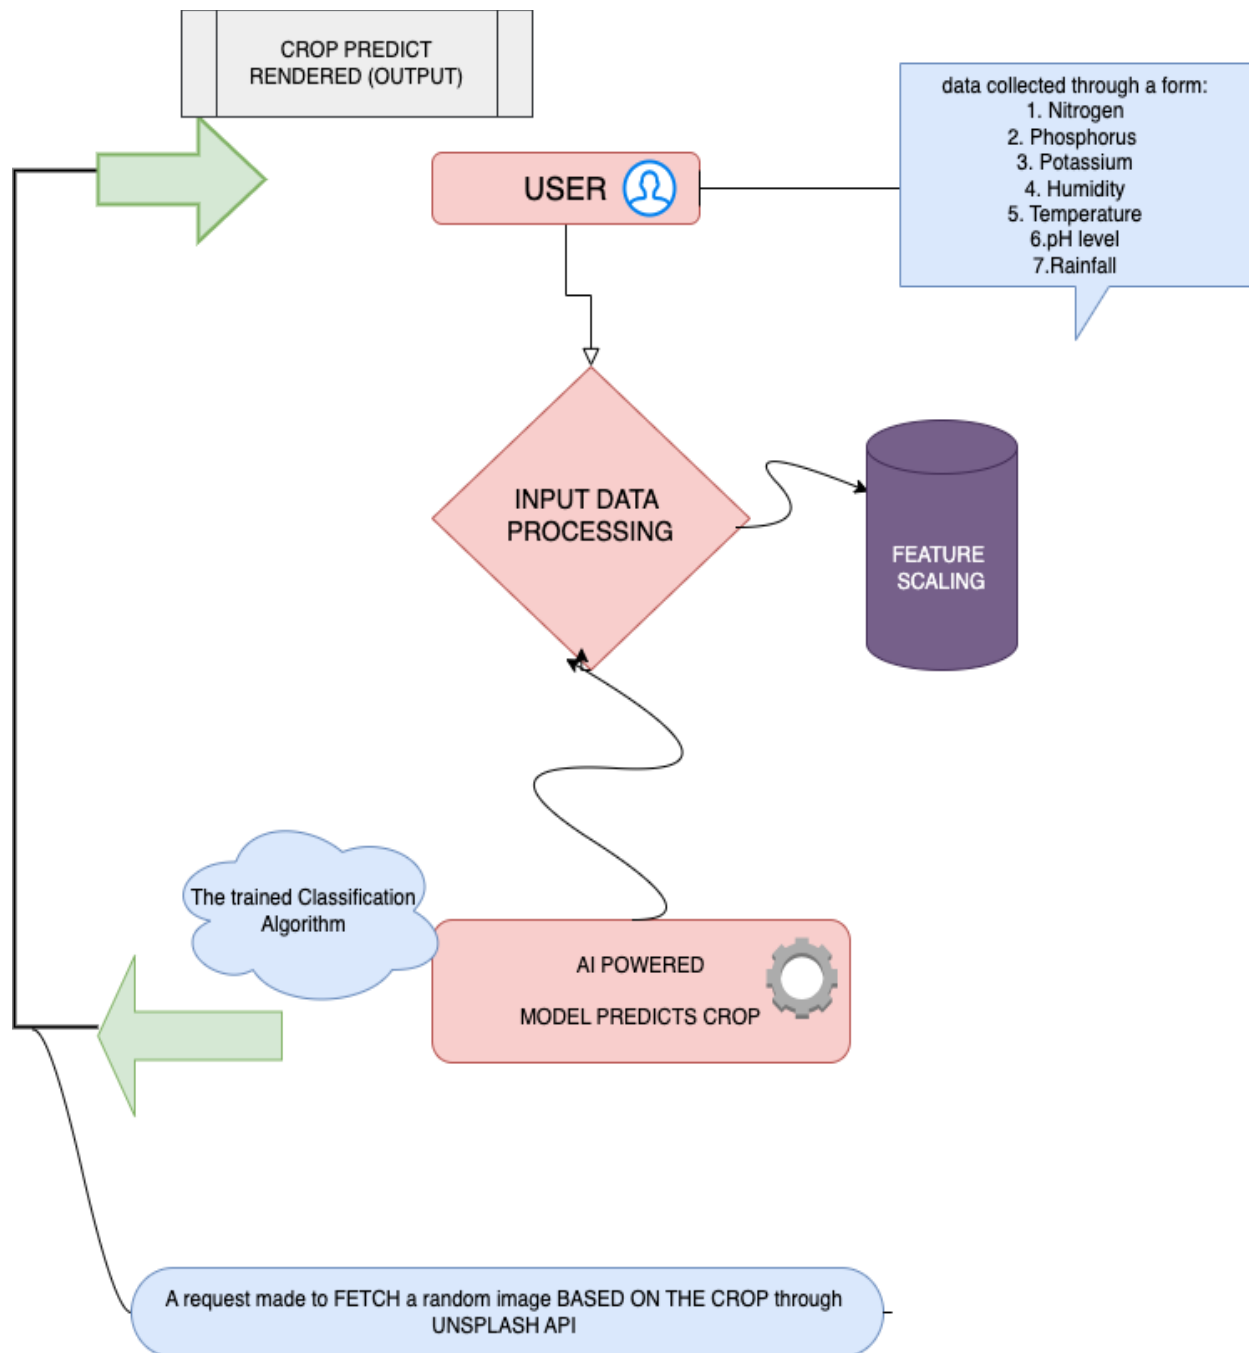 CROP PREDICT
RENDERED (OUTPUT)
data collected through a form:
1. Nitrogen
2. Phosphorus
3. Potassium
4. Humidity
5. Temperature
6.pH level
7.Rainfall
USER
INPUT DATA
PROCESSING
FEATURE
SCALING
The trained Classification
Algorithm
AI POWERED
MODEL PREDICTS CROP
A request made to FETCH a random image BASED ON THE CROP through
UNSPLASH API